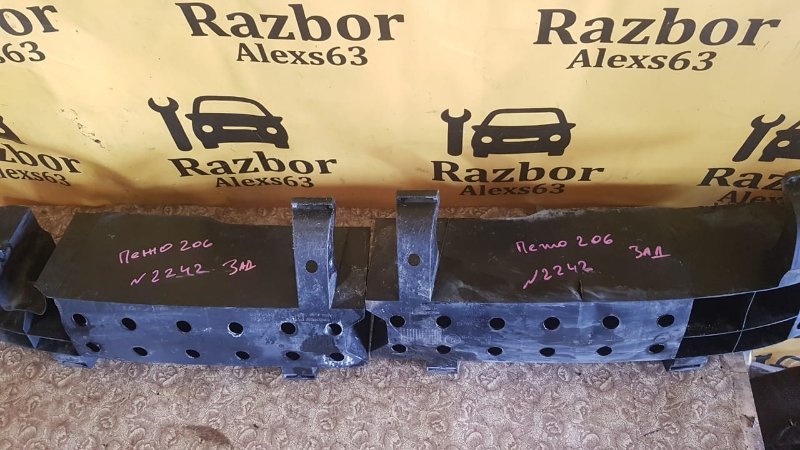 Razbor
Alexs63
Razbor
Alexs63
Razbor
Alexs63
Razbor
Alexs63
Razbor
Alexs63
Razbor
Пежо 206
N2242 ЗАД
Пежо 206 ЗАД
N2242